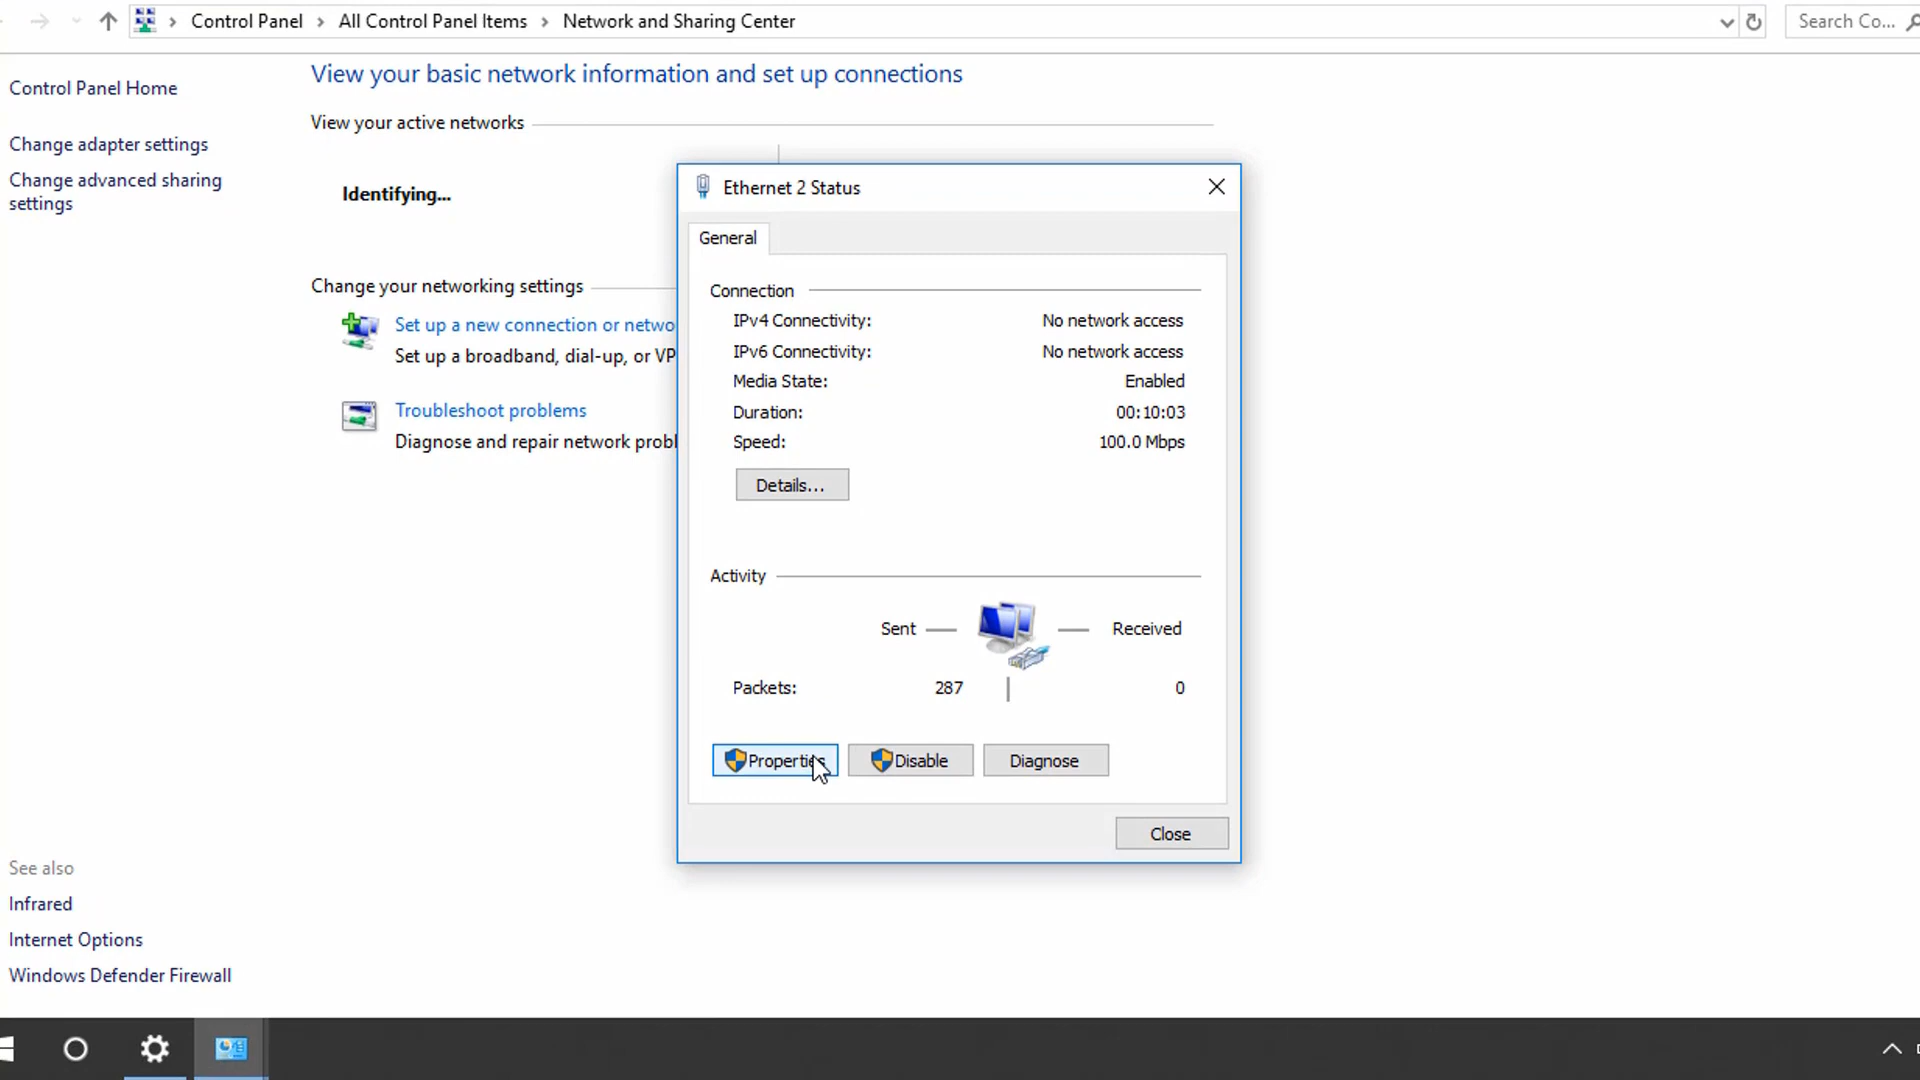 Control Panel > All Control Panel Items > Network and Sharing Center
Search Co...
Control Panel Home
Change adapter settings
Change advanced sharing
settings
View your basic network information and set up connections
View your active networks
Identifying...
Change your networking settings
Set up a new connection or netwo
Set up a broadband, dial-up, or VP
Troubleshoot problems
Diagnose and repair network probl
Ethernet 2 Status
General
Connection
IPv4 Connectivity: No network access
IPv6 Connectivity: No network access
Media State: Enabled
Duration: 00:10:03
Speed: 100.0 Mbps
Details...
Activity
Sent — Received
Packets: 287 | 0
Properties
Disable
Diagnose
Close
See also
Infrared
Internet Options
Windows Defender Firewall